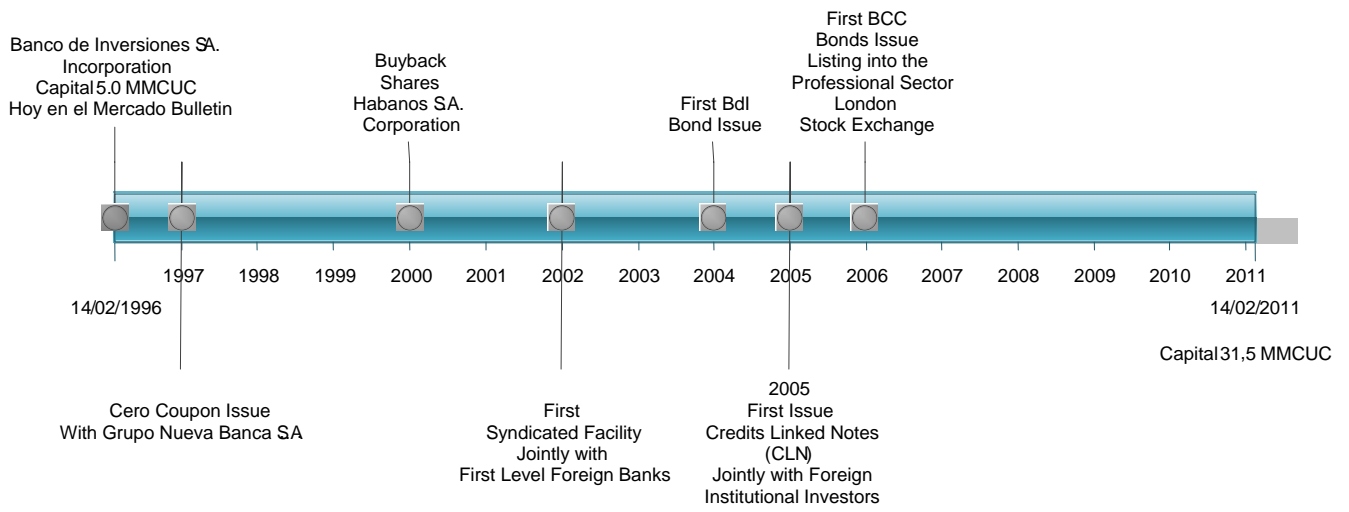 Banco de Inversiones S.A.
Incorporation
Capital 5.0 MMCUC
Hoy en el Mercado Bulletin
Buyback
Shares
Habanos S.A.
Corporation
First BdI
Bond Issue
First BCC
Bonds Issue
Listing into the
Professional Sector
London
Stock Exchange
1997 1998 1999 2000 2001 2002 2003 2004 2005 2006 2007 2008 2009 2010 2011
14/02/1996
14/02/2011
Capital 31,5 MMCUC
Cero Coupon Issue
With Grupo Nueva Banca S.A
First
Syndicated Facility
Jointly with
First Level Foreign Banks
2005
First Issue
Credits Linked Notes
(CLN)
Jointly with Foreign
Institutional Investors